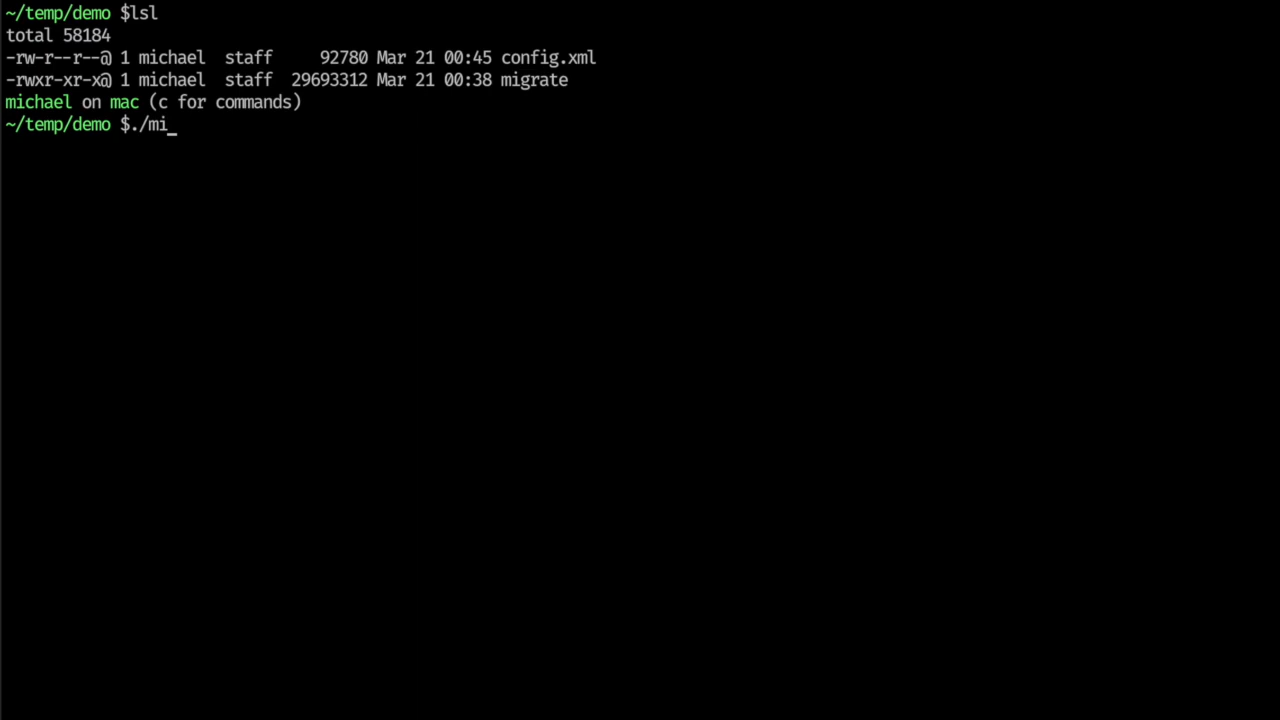 ~/temp/demo $lsl
total 58184
-rw-r--r--@ 1 michael  staff     92780 Mar 21 00:45 config.xml
-rwxr-xr-x@ 1 michael  staff  29693312 Mar 21 00:38 migrate
michael on mac (c for commands)
~/temp/demo $./mi_